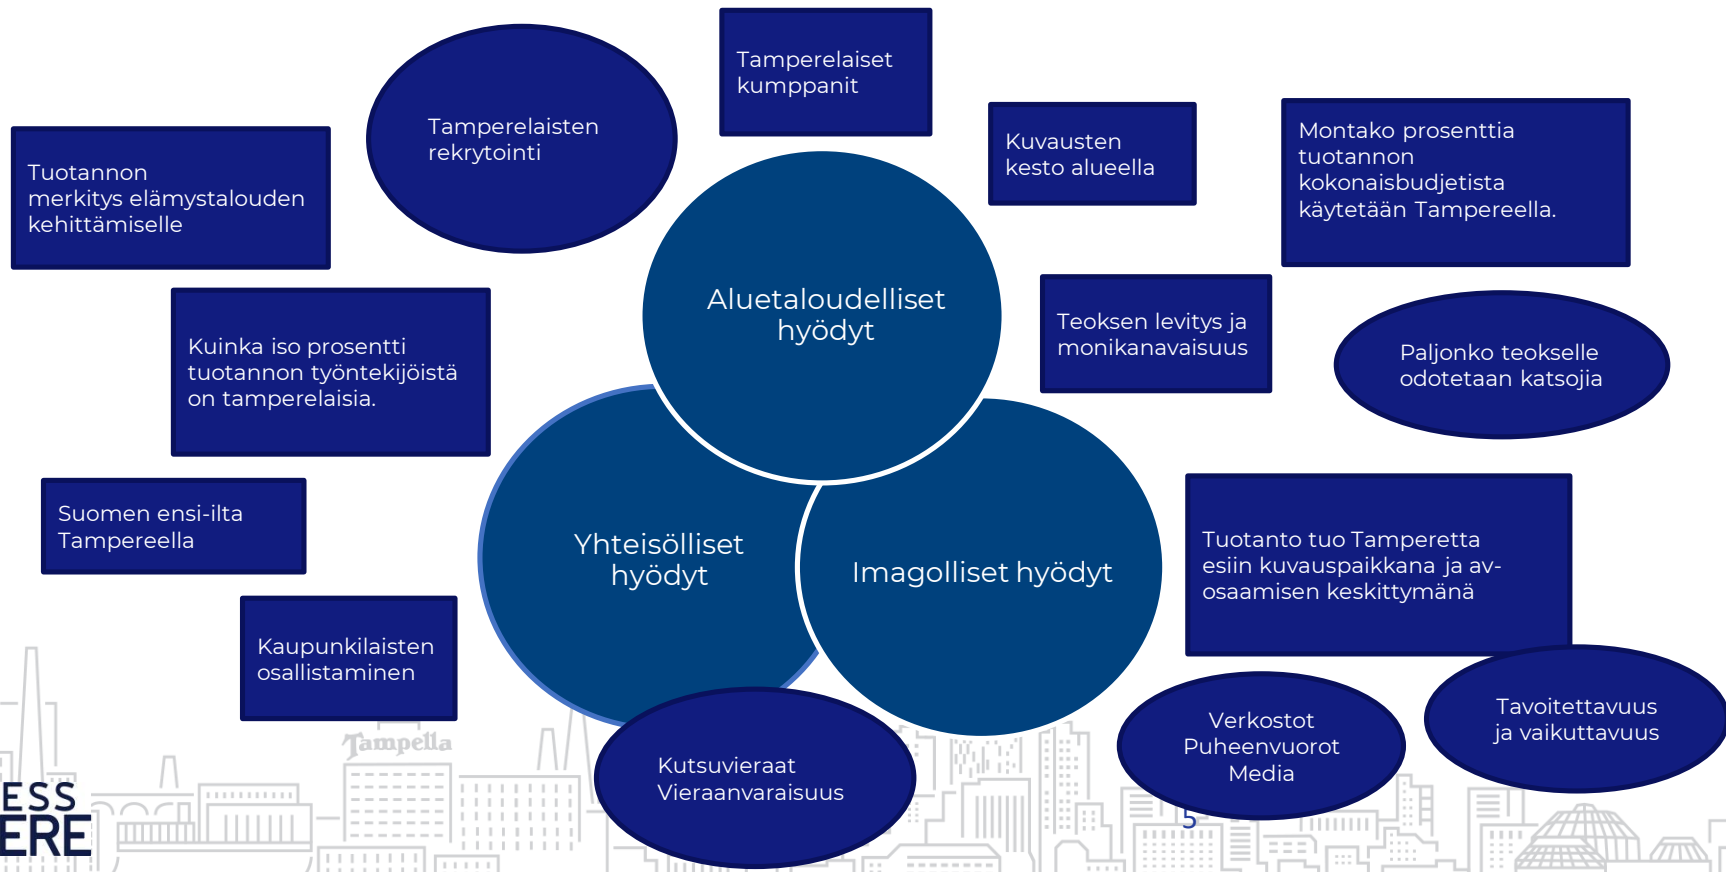 Tamperelaiset
kumppanit
Tamperelaisten
rekrytointi
Kuvausten
kesto alueella
Montako prosenttia
tuotannon
kokonaisbudjetista
käytetään Tampereella.
Tuotannon
merkitys elämystalouden
kehittämiselle
Aluetaloudelliset
hyödyt
Teoksen levitys ja
monikanavaisuus
Paljonko teokselle
odotetaan katsojia
Kuinka iso prosentti
tuotannon työntekijöistä
on tamperelaisia.
Suomen ensi-ilta
Tampereella
Yhteisölliset
hyödyt
Imagolliset hyödyt
Tuotanto tuo Tamperetta
esiin kuvauspaikkana ja av-
osaamisen keskittymänä
Kaupunkilaisten
osallistaminen
Kutsuvieraat
Vieraanvaraisuus
Verkostot
Puheenvuorot
Media
Tavoitettavuus
ja vaikuttavuus
Tampella
ESS
ERE
5